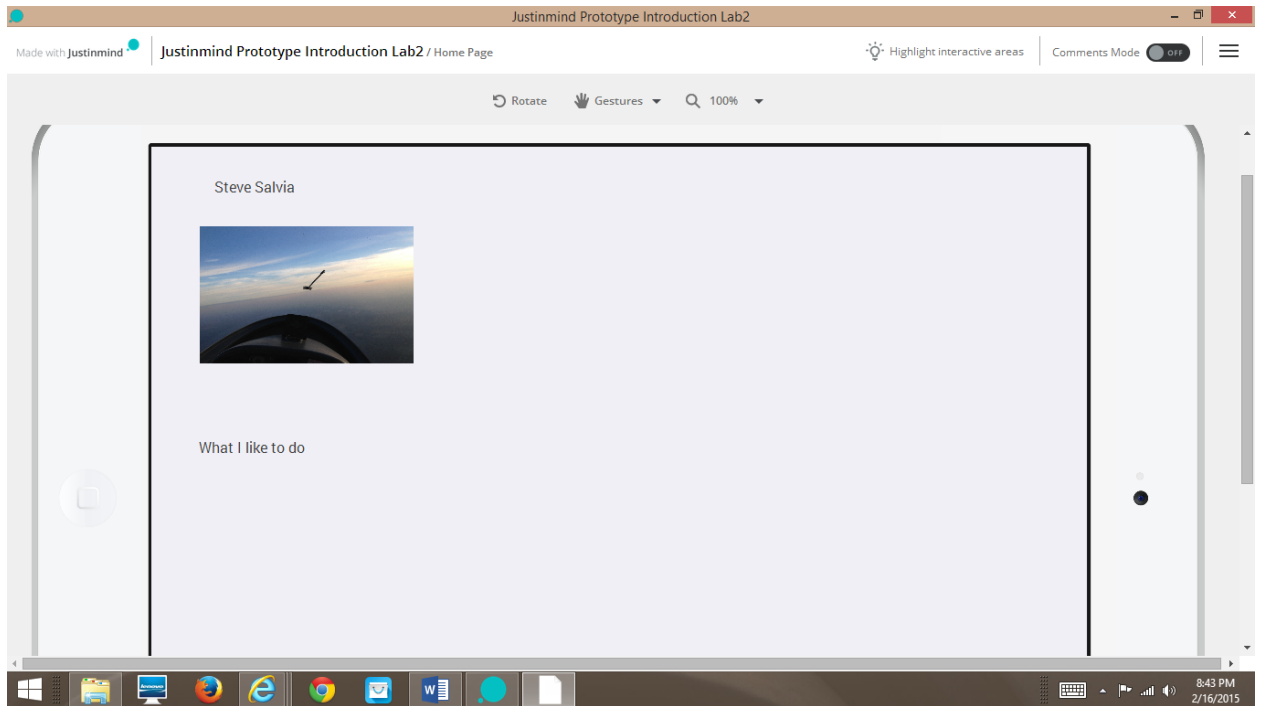 Justinmind Prototype Introduction Lab2
Made with Justinmind
Justinmind Prototype Introduction Lab2 / Home Page
Highlight interactive areas
Comments Mode OFF
Rotate Gestures 100%
Steve Salvia
What I like to do
8:43 PM
2/16/2015